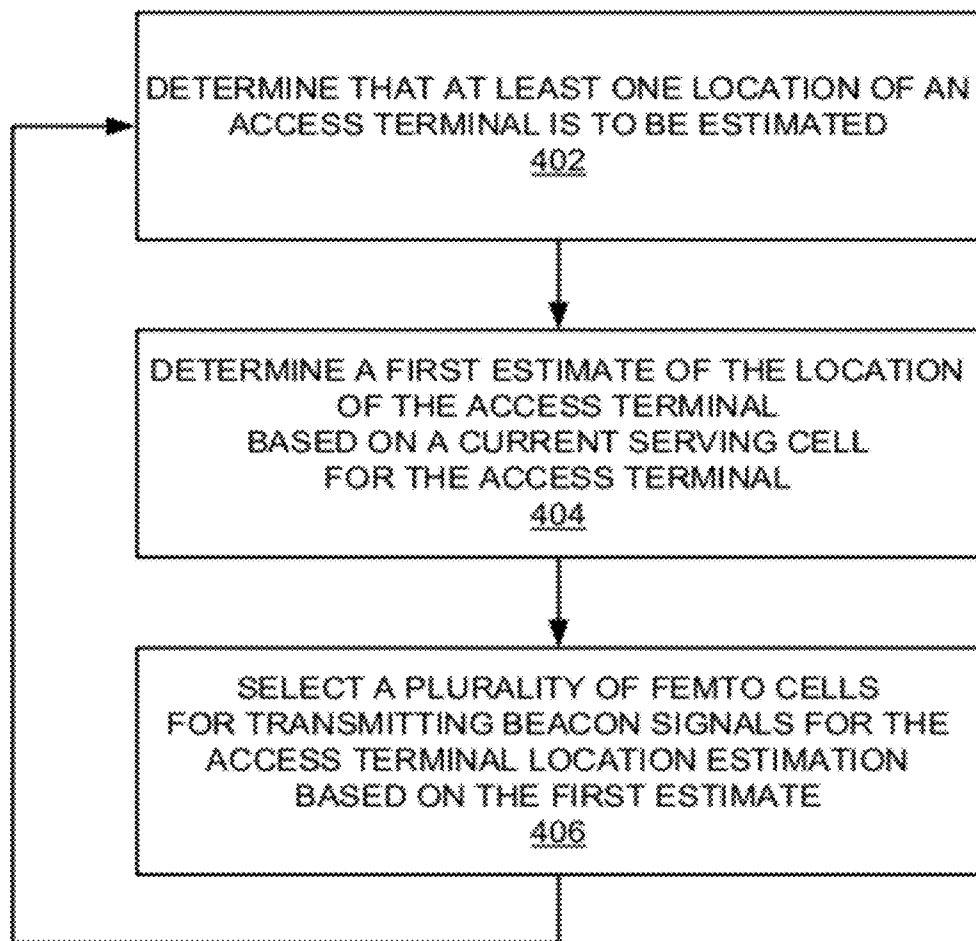 DETERMINE THAT AT LEAST ONE LOCATION OF AN
ACCESS TERMINAL IS TO BE ESTIMATED
402
DETERMINE A FIRST ESTIMATE OF THE LOCATION
OF THE ACCESS TERMINAL
BASED ON A CURRENT SERVING CELL
FOR THE ACCESS TERMINAL
404
SELECT A PLURALITY OF FEMTO CELLS
FOR TRANSMITTING BEACON SIGNALS FOR THE
ACCESS TERMINAL LOCATION ESTIMATION
BASED ON THE FIRST ESTIMATE
406